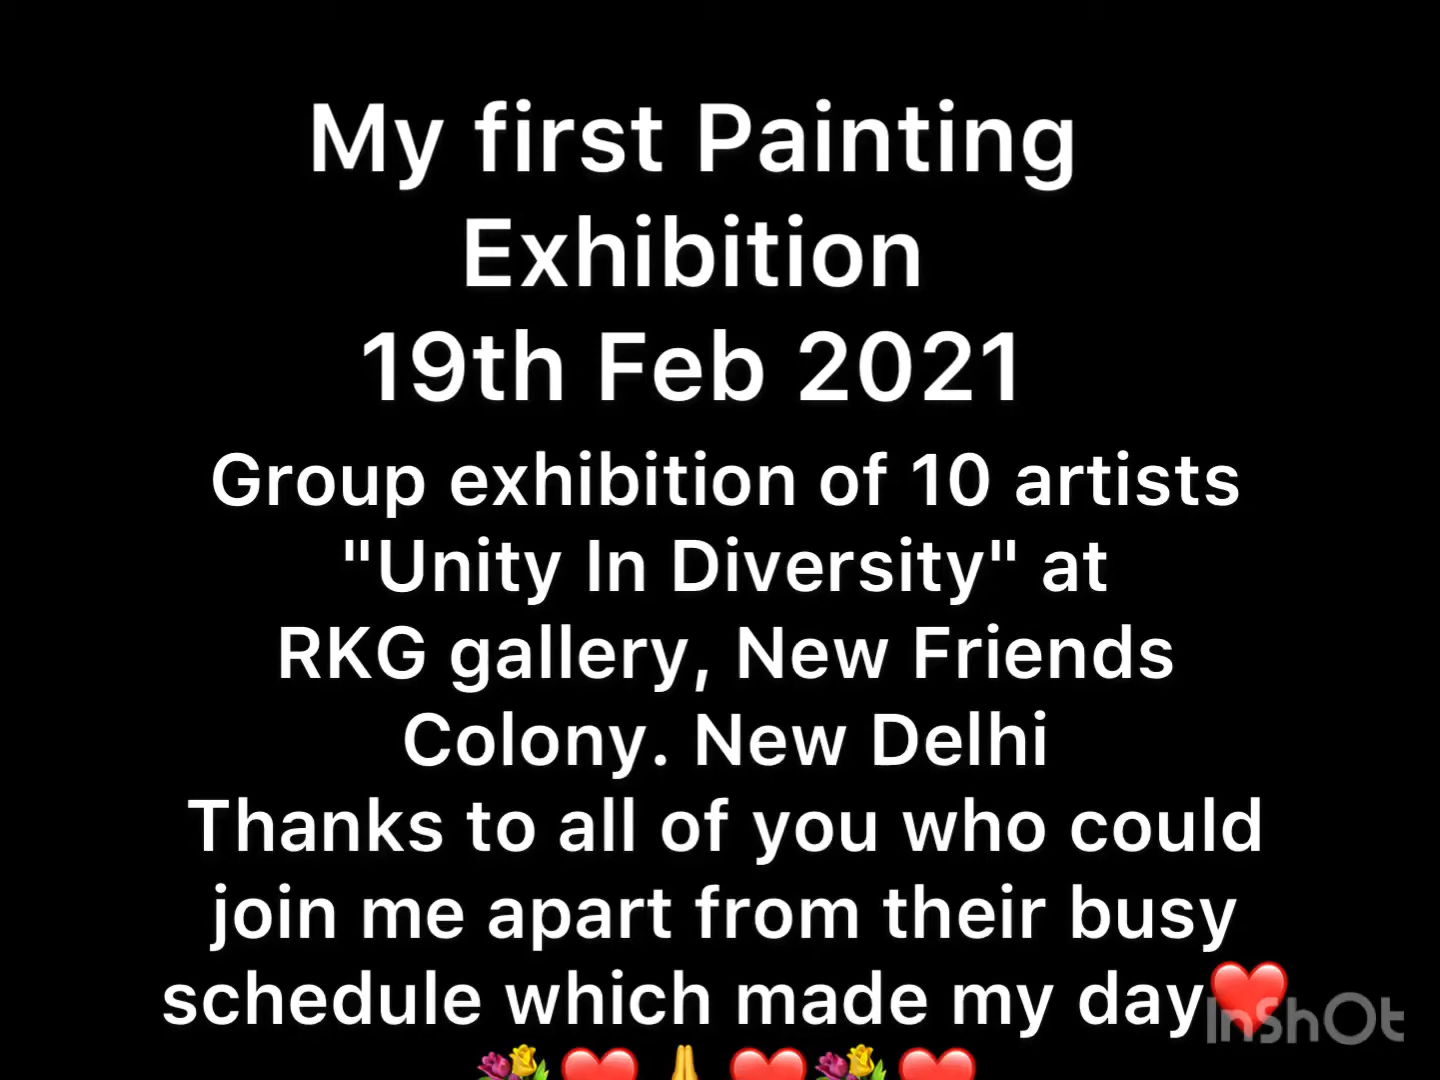 My first Painting
Exhibition
19th Feb 2021
Group exhibition of 10 artists
"Unity In Diversity" at
RKG gallery, New Friends
Colony. New Delhi
Thanks to all of you who could
join me apart from their busy
schedule which made my day❤️
💐❤️🙏❤️💐❤️
InShOt